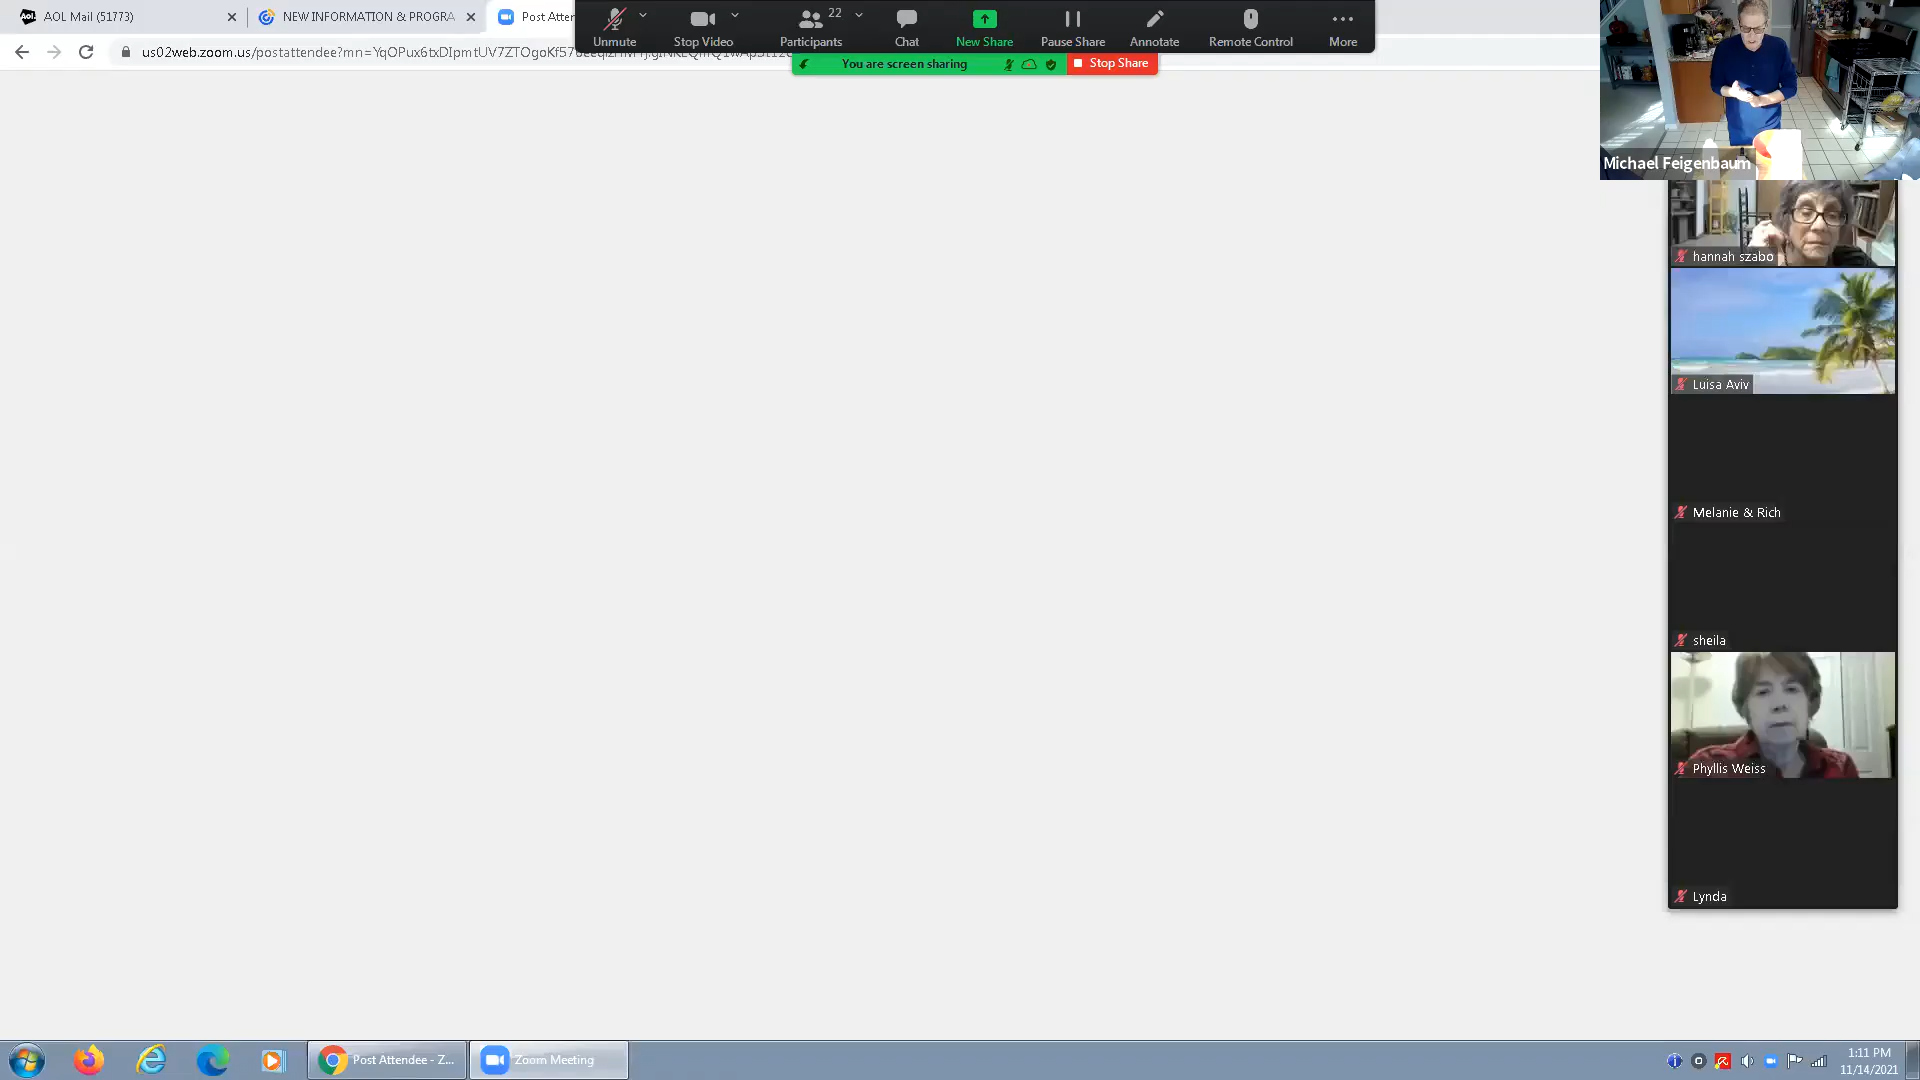 AOL Mail (51773)
NEW INFORMATION & PROGRA
Post Atten
22
Unmute
Stop Video
Participants
Chat
New Share
Pause Share
Annotate
Remote Control
More
You are screen sharing
Stop Share
Michael Feigenbaum
hannah szabo
Luisa Aviv
Melanie & Rich
sheila
Phyllis Weiss
Lynda
Post Attendee - Z...
Zoom Meeting
1:11 PM
11/14/2021